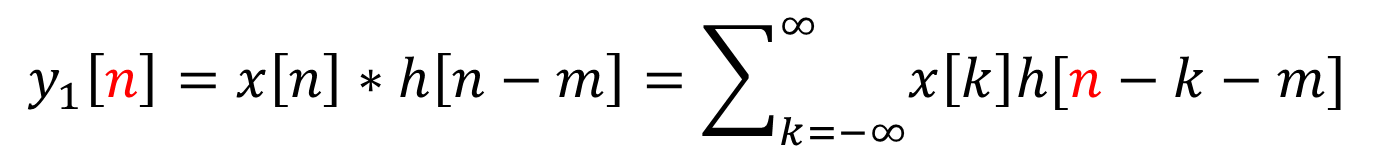 y₁[n] = x[n] ∗ h[n − m] = ∑_{k=−∞}^{∞} x[k]h[n − k − m]